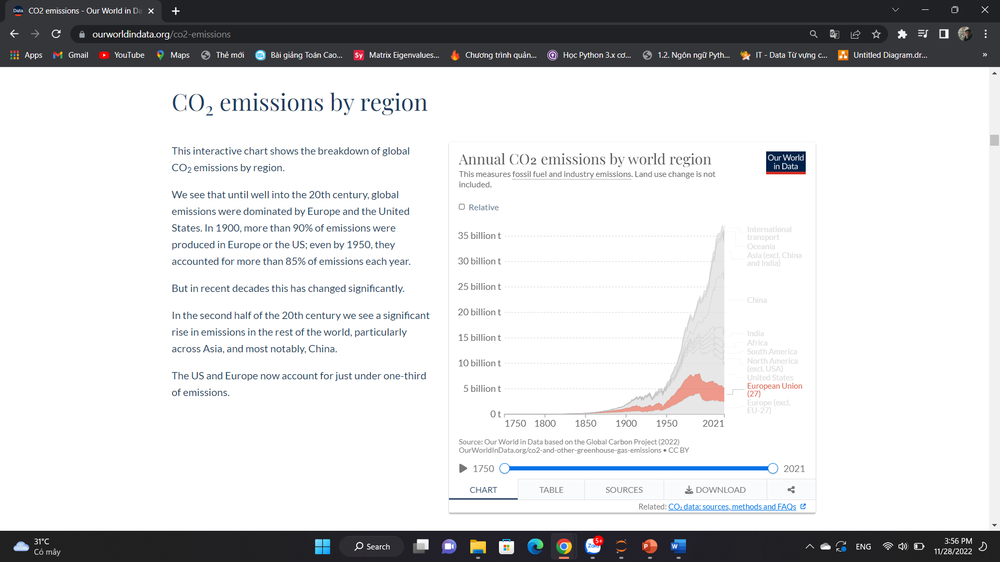 Data
CO2 emissions - Our World in Da
ourworldindata.org/co2-emissions
Apps
Gmail
YouTube
Maps
Thẻ mới
Bài giảng Toán Cao...
Sy
Matrix Eigenvalues...
Chương trình quản...
Học Python 3.x cơ...
1.2. Ngôn ngữ Pyth...
IT - Data Từ vựng c...
Untitled Diagram.dr...
»
CO₂ emissions by region
This interactive chart shows the breakdown of global
CO₂ emissions by region.
We see that until well into the 20th century, global
emissions were dominated by Europe and the United
States. In 1900, more than 90% of emissions were
produced in Europe or the US; even by 1950, they
accounted for more than 85% of emissions each year.
But in recent decades this has changed significantly.
In the second half of the 20th century we see a significant
rise in emissions in the rest of the world, particularly
across Asia, and most notably, China.
The US and Europe now account for just under one-third
of emissions.
Annual CO2 emissions by world region
This measures fossil fuel and industry emissions. Land use change is not
included.
Our World
in Data
Relative
35 billion t
30 billion t
25 billion t
20 billion t
15 billion t
10 billion t
5 billion t
0 t
1750
1800
1850
1900
1950
2021
International
transport
Oceania
Asia (excl. China
and India)
China
India
Africa
South America
North America
(excl. USA)
United States
European Union
(27)
Europe (excl.
EU-27)
Source: Our World in Data based on the Global Carbon Project (2022)
OurWorldInData.org/co2-and-other-greenhouse-gas-emissions • CC BY
1750
2021
CHART
TABLE
SOURCES
DOWNLOAD
Related: CO₂ data: sources, methods and FAQs
31°C
Có mây
Search
Zalo
5+
P
W
ENG
3:56 PM
11/28/2022